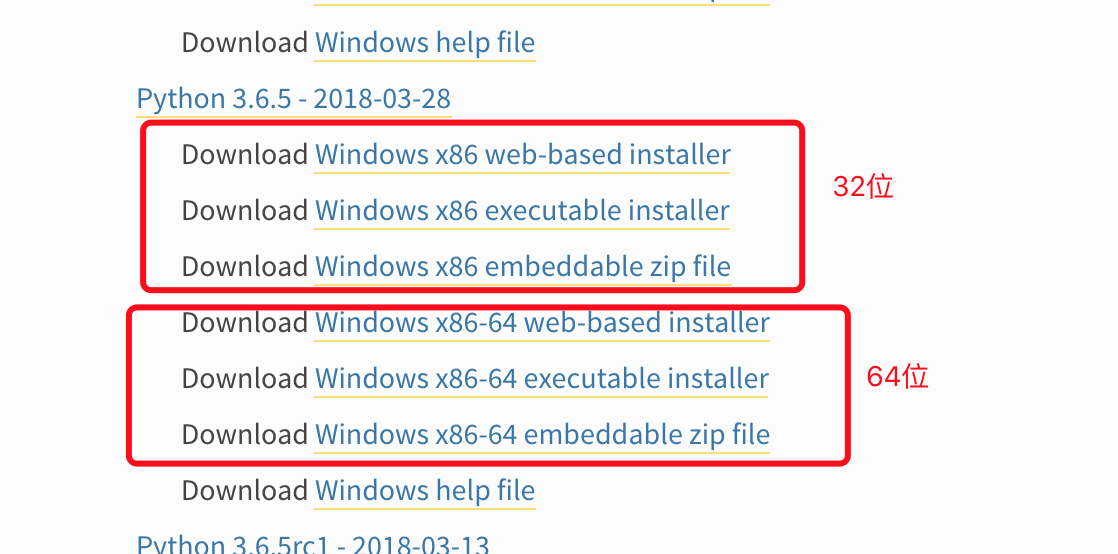 Download Windows help file
Python 3.6.5 - 2018-03-28
Download Windows x86 web-based installer
32位
Download Windows x86 executable installer
Download Windows x86 embeddable zip file
Download Windows x86-64 web-based installer
Download Windows x86-64 executable installer
64位
Download Windows x86-64 embeddable zip file
Download Windows help file
Python 3.6.5rc1 - 2018-03-13